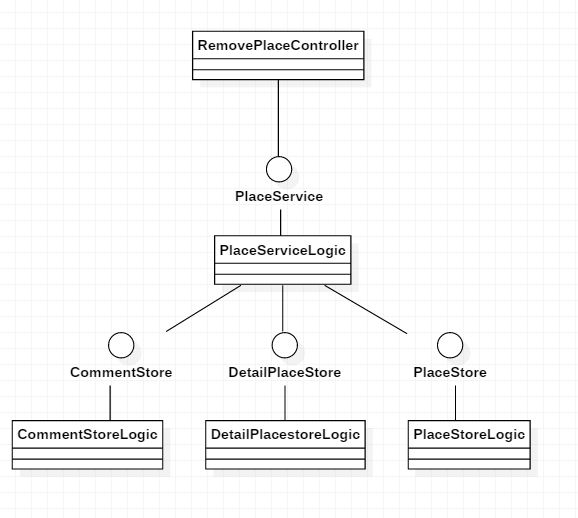 RemovePlaceController
PlaceService
PlaceServiceLogic
CommentStore
DetailPlaceStore
PlaceStore
CommentStoreLogic
DetailPlacestoreLogic
PlaceStoreLogic